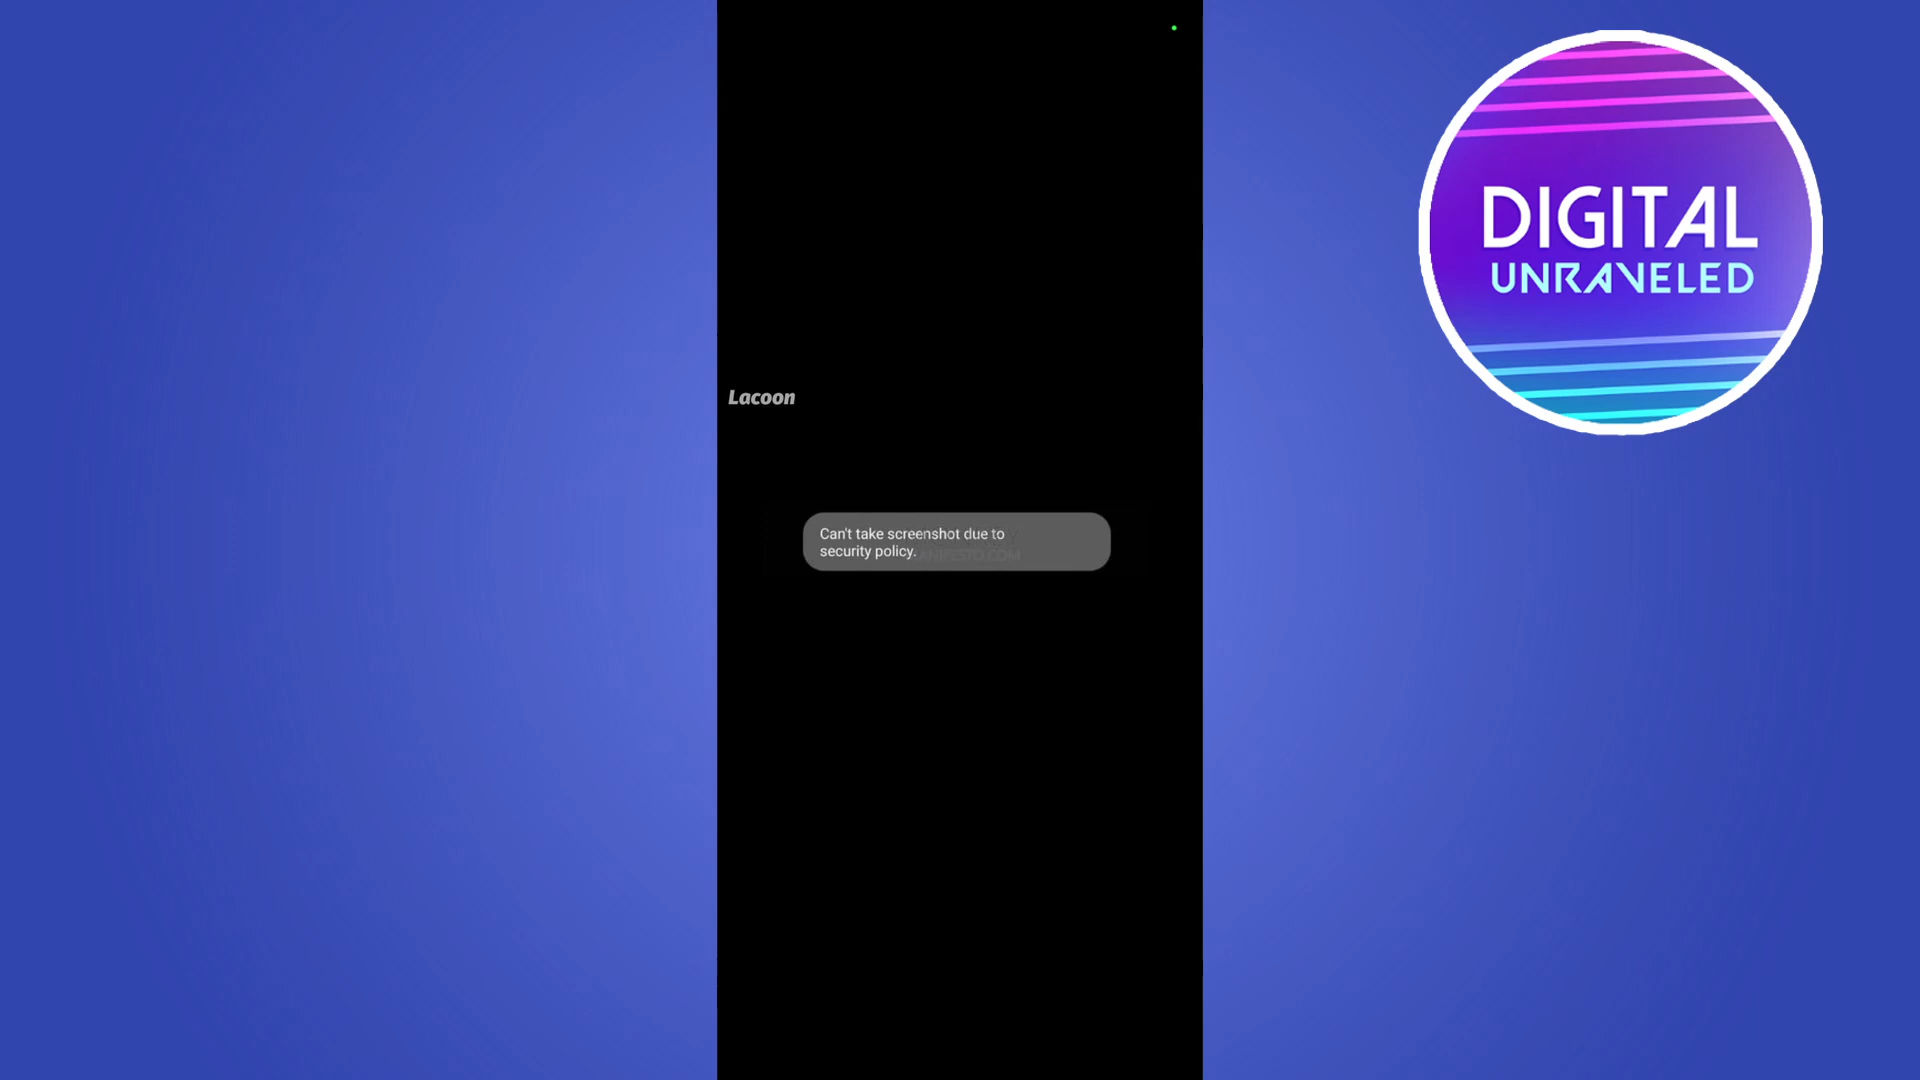 DIGITAL
UNRAVELED
Lacoon
Can't take screenshot due to
security policy.